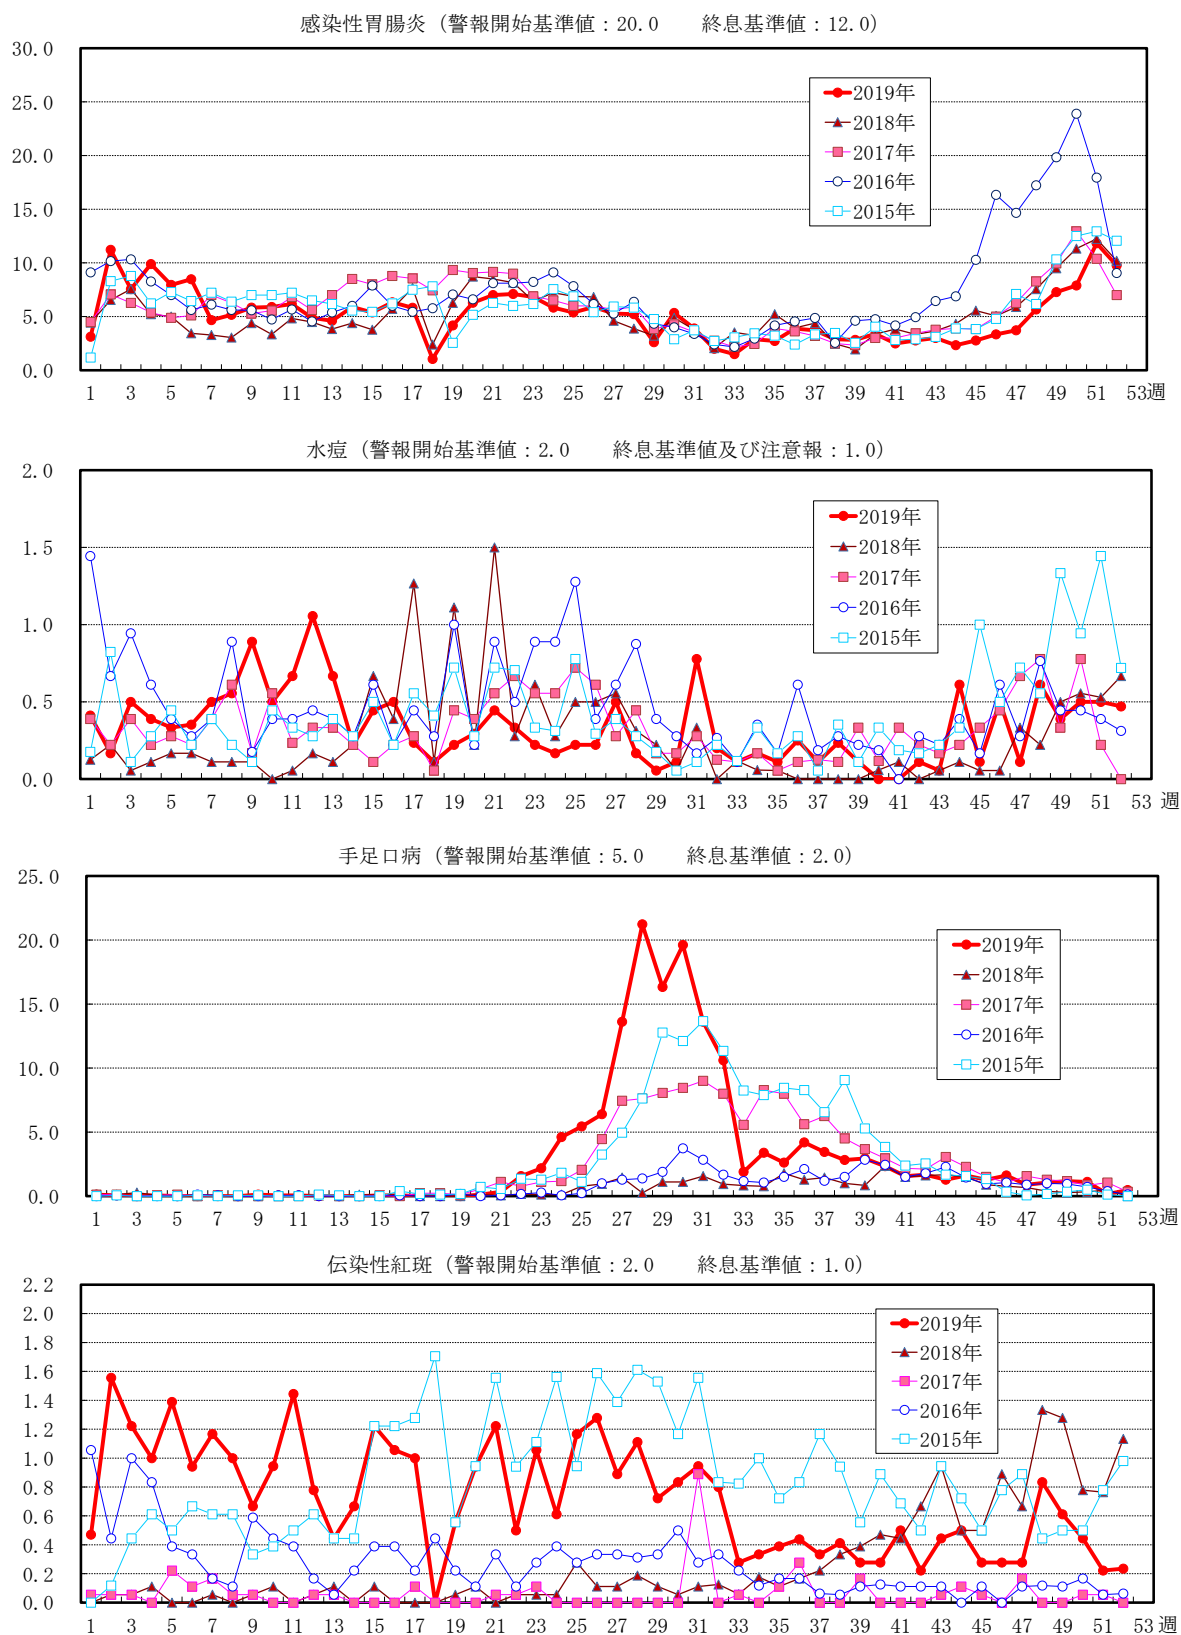 感染性胃腸炎（警報開始基準値：20.0　　終息基準値：12.0）
30.0
25.0
20.0
15.0
10.0
5.0
0.0
2019年
2018年
2017年
2016年
2015年
1 3 5 7 9 11 13 15 17 19 21 23 25 27 29 31 33 35 37 39 41 43 45 47 49 51 53週
水痘（警報開始基準値：2.0　　終息基準値及び注意報：1.0）
2.0
1.5
1.0
0.5
0.0
2019年
2018年
2017年
2016年
2015年
1 3 5 7 9 11 13 15 17 19 21 23 25 27 29 31 33 35 37 39 41 43 45 47 49 51 53 週
手足口病（警報開始基準値：5.0　　終息基準値：2.0）
25.0
20.0
15.0
10.0
5.0
0.0
2019年
2018年
2017年
2016年
2015年
1 3 5 7 9 11 13 15 17 19 21 23 25 27 29 31 33 35 37 39 41 43 45 47 49 51 53週
伝染性紅斑（警報開始基準値：2.0　　終息基準値：1.0）
2.2
2.0
1.8
1.6
1.4
1.2
1.0
0.8
0.6
0.4
0.2
0.0
2019年
2018年
2017年
2016年
2015年
1 3 5 7 9 11 13 15 17 19 21 23 25 27 29 31 33 35 37 39 41 43 45 47 49 51 53 週